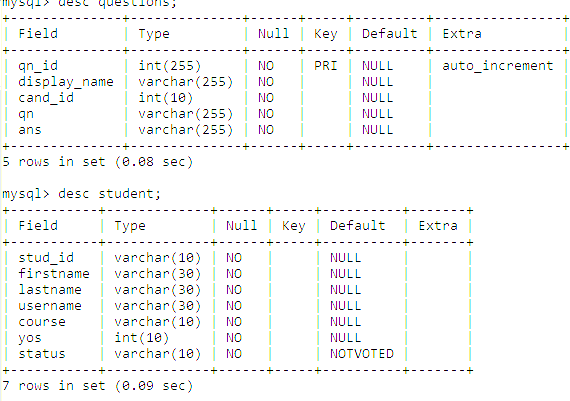 mysql> desc questions;
+--------------+--------------+------+-----+---------+----------------+
| Field        | Type         | Null | Key | Default | Extra          |
+--------------+--------------+------+-----+---------+----------------+
| qn_id        | int(255)     | NO   | PRI | NULL    | auto_increment |
| display_name | varchar(255) | NO   |     | NULL    |                |
| cand_id      | int(10)      | NO   |     | NULL    |                |
| qn           | varchar(255) | NO   |     | NULL    |                |
| ans          | varchar(255) | NO   |     | NULL    |                |
+--------------+--------------+------+-----+---------+----------------+
5 rows in set (0.08 sec)
mysql> desc student;
+-----------+-------------+------+-----+----------+-------+
| Field     | Type        | Null | Key | Default  | Extra |
+-----------+-------------+------+-----+----------+-------+
| stud_id   | varchar(10) | NO   |     | NULL     |       |
| firstname | varchar(30) | NO   |     | NULL     |       |
| lastname  | varchar(30) | NO   |     | NULL     |       |
| username  | varchar(30) | NO   |     | NULL     |       |
| course    | varchar(10) | NO   |     | NULL     |       |
| yos       | int(10)     | NO   |     | NULL     |       |
| status    | varchar(10) | NO   |     | NOTVOTED |       |
+-----------+-------------+------+-----+----------+-------+
7 rows in set (0.09 sec)